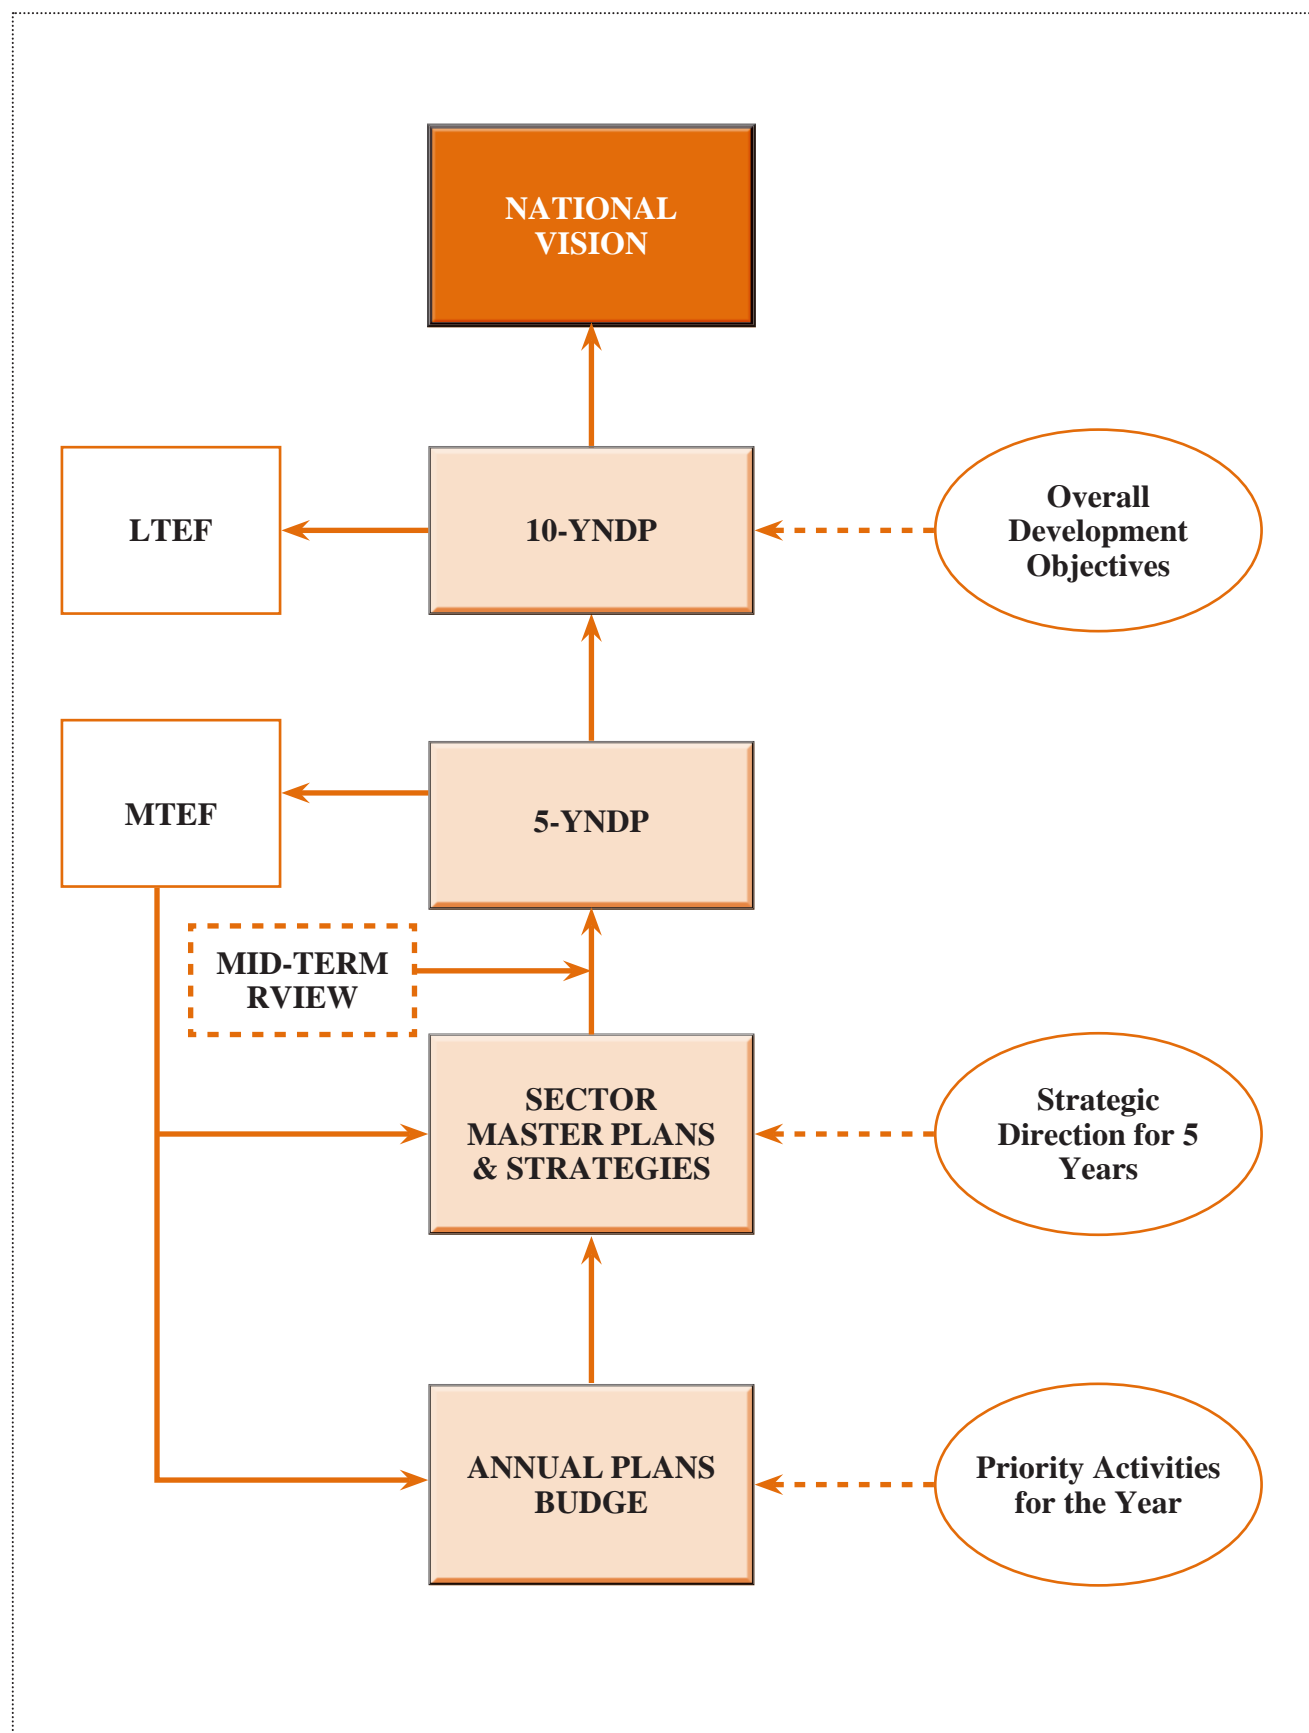 NATIONAL
VISION
LTEF
10-YNDP
Overall
Development
Objectives
MTEF
5-YNDP
MID-TERM
RVIEW
SECTOR
MASTER PLANS
& STRATEGIES
Strategic
Direction for 5
Years
ANNUAL PLANS
BUDGE
Priority Activities
for the Year